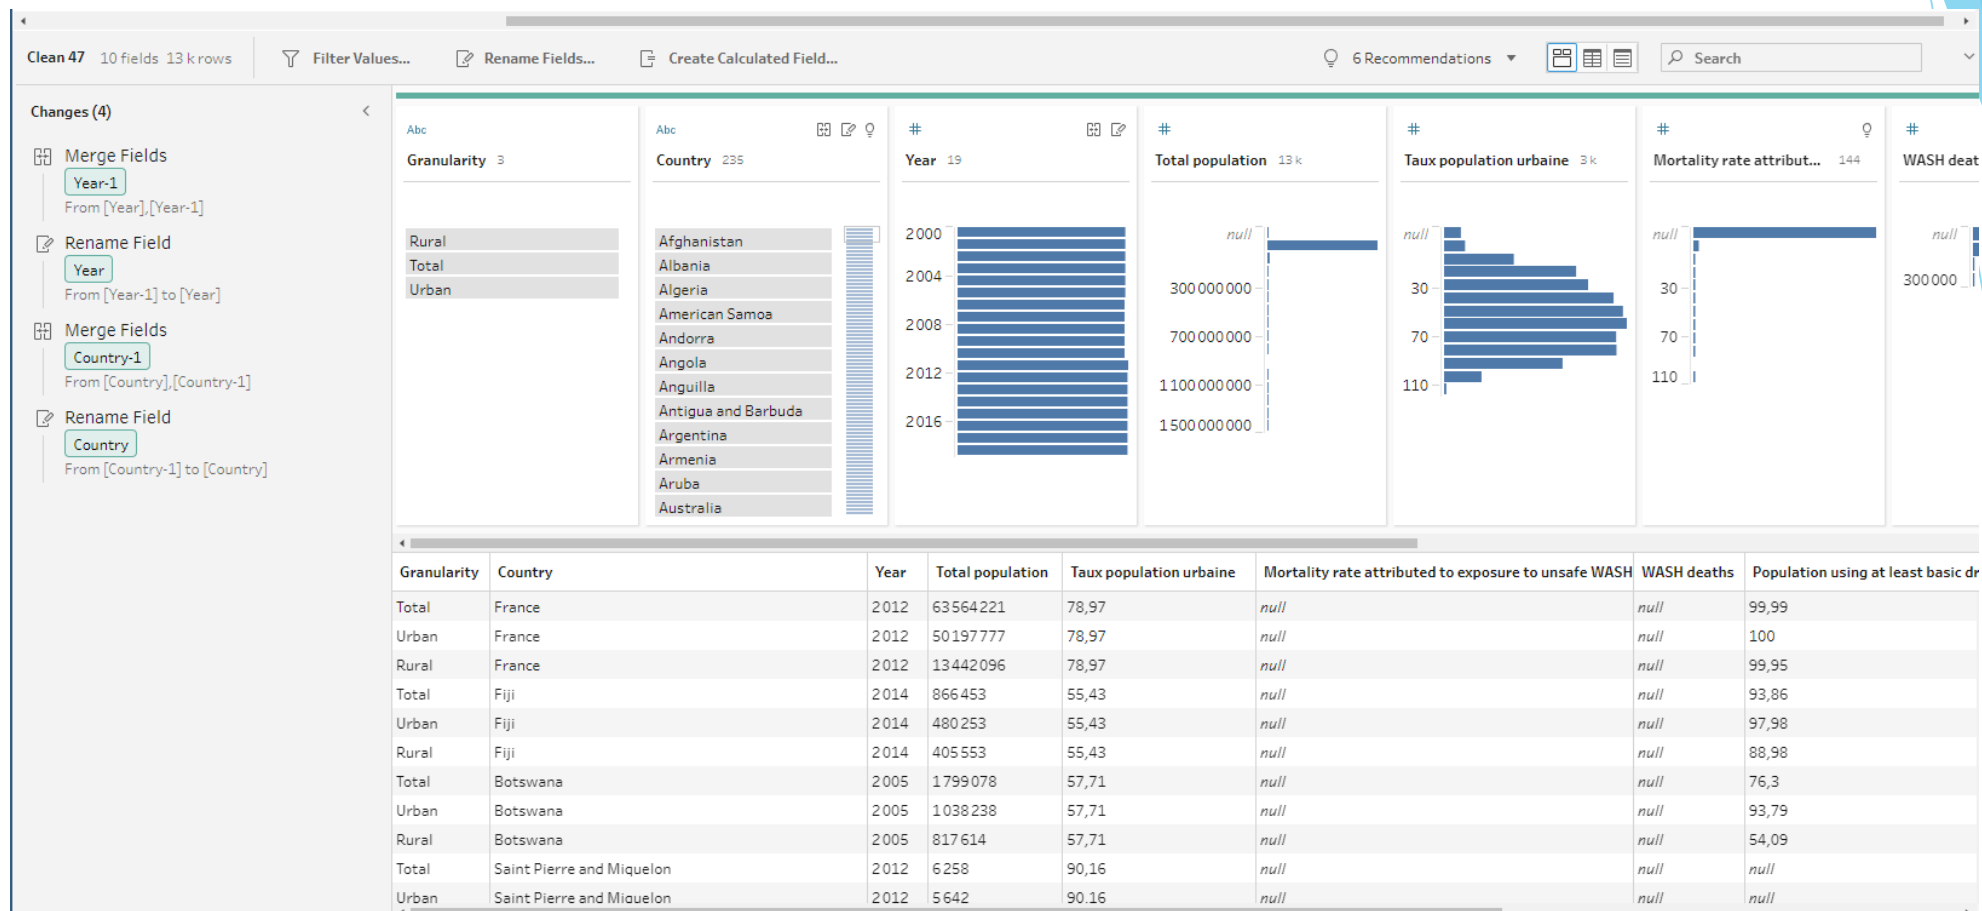 Clean 47 10 fields 13 k rows Filter Values... Rename Fields... Create Calculated Field... 6 Recommendations Search
Changes (4)
Merge Fields
Year-1
From [Year],[Year-1]
Rename Field
Year
From [Year-1] to [Year]
Merge Fields
Country-1
From [Country],[Country-1]
Rename Field
Country
From [Country-1] to [Country]
Abc
Granularity 3
Rural
Total
Urban
Abc
Country 235
Afghanistan
Albania
Algeria
American Samoa
Andorra
Angola
Anguilla
Antigua and Barbuda
Argentina
Armenia
Aruba
Australia
#
Year 19
2000
2004
2008
2012
2016
#
Total population 13 k
null
300 000 000
700 000 000
1 100 000 000
1 500 000 000
#
Taux population urbaine 3 k
null
30
70
110
#
Mortality rate attribut... 144
null
30
70
110
#
WASH deat
null
300 000
Granularity Country Year Total population Taux population urbaine Mortality rate attributed to exposure to unsafe WASH WASH deaths Population using at least basic dr
Total France 2012 63 564 221 78,97 null null 99,99
Urban France 2012 50 197 777 78,97 null null 100
Rural France 2012 13 442 096 78,97 null null 99,95
Total Fiji 2014 866 453 55,43 null null 93,86
Urban Fiji 2014 480 253 55,43 null null 97,98
Rural Fiji 2014 405 553 55,43 null null 88,98
Total Botswana 2005 1 799 078 57,71 null null 76,3
Urban Botswana 2005 1 038 238 57,71 null null 93,79
Rural Botswana 2005 817 614 57,71 null null 54,09
Total Saint Pierre and Miquelon 2012 6 258 90,16 null null null
Urban Saint Pierre and Miquelon 2012 5 642 90,16 null null null